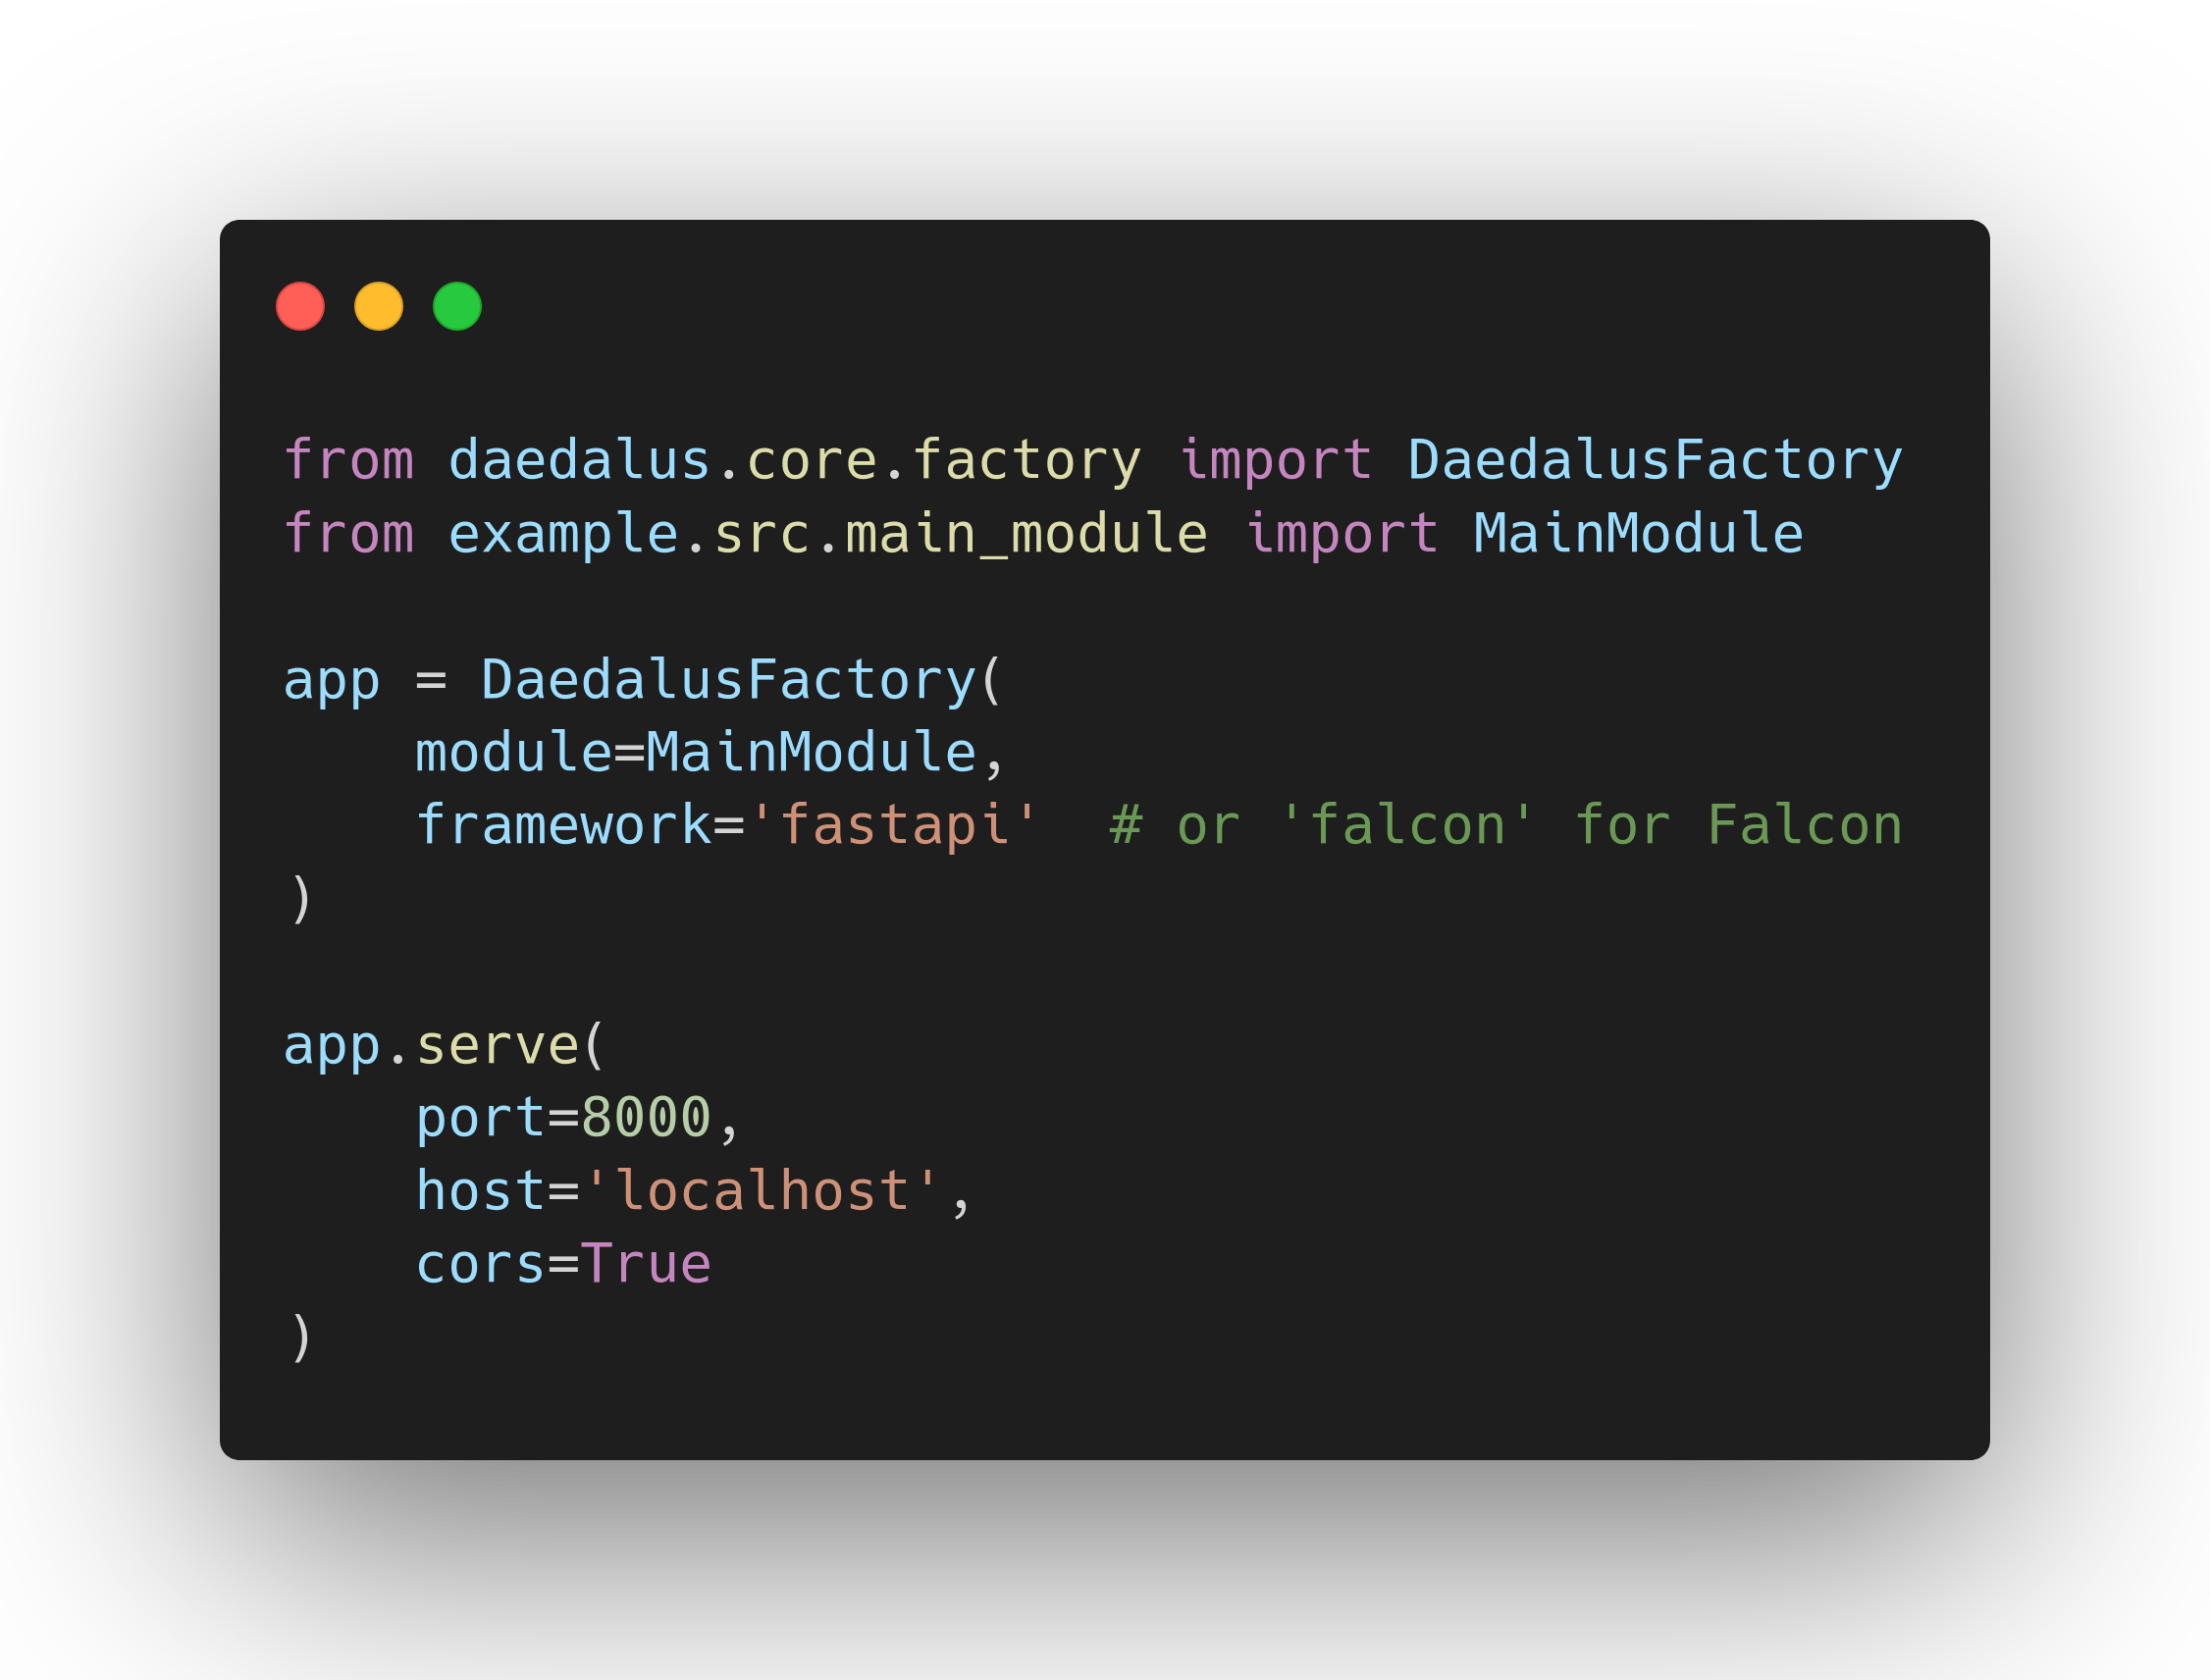 from daedalus.core.factory import DaedalusFactory
from example.src.main_module import MainModule

app = DaedalusFactory(
    module=MainModule,
    framework='fastapi'  # or 'falcon' for Falcon
)

app.serve(
    port=8000,
    host='localhost',
    cors=True
)